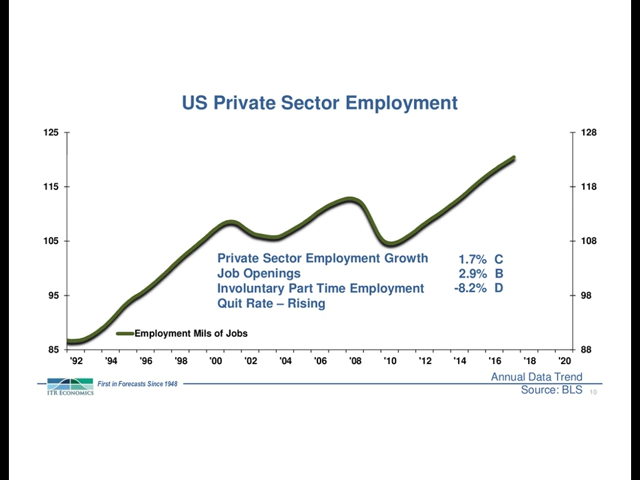 US Private Sector Employment
125 128
115 118
105 108
Private Sector Employment Growth 1.7% C
Job Openings 2.9% B
Involuntary Part Time Employment -8.2% D
Quit Rate – Rising
95 98
Employment Mils of Jobs
85 88
'92 '94 '96 '98 '00 '02 '04 '06 '08 '10 '12 '14 '16 '18 '20
ITR ECONOMICS First in Forecasts Since 1948
Annual Data Trend
Source: BLS 10